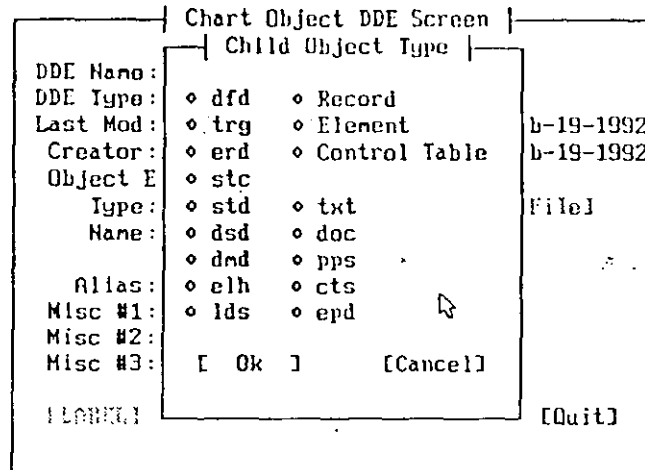 Chart Object DDE Screen
Child Object Type
DDE Name:
DDE Type: dfd Record
Last Mod: trg Element b-19-1992
Creator: erd Control Table b-19-1992
Object E stc
Type: std txt File]
Name: dsd doc
dmd pps
Alias: elh cts
Misc #1: lds epd
Misc #2:
Misc #3: [ Ok ] [Cancel]
[LABEL] [Quit]